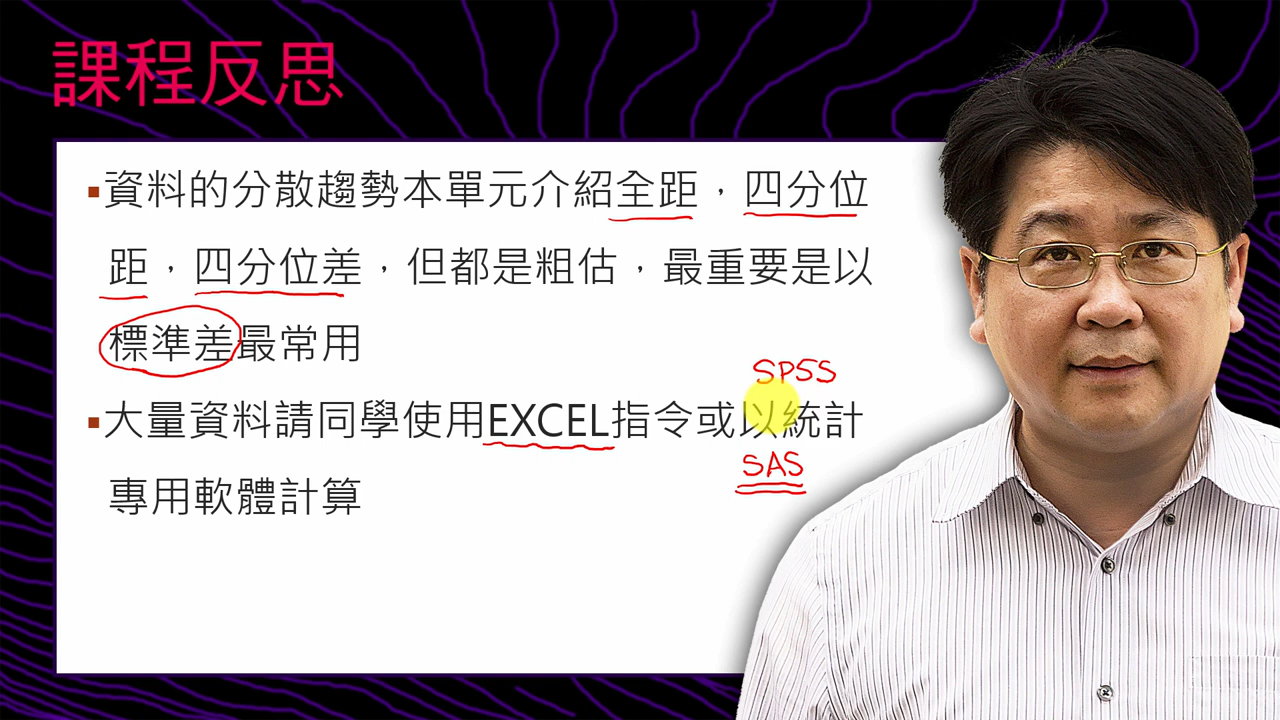 課程反思
▪資料的分散趨勢本單元介紹全距，四分位
距，四分位差，但都是粗估，最重要是以
標準差最常用
SPSS
▪大量資料請同學使用EXCEL指令或以統計
SAS
專用軟體計算